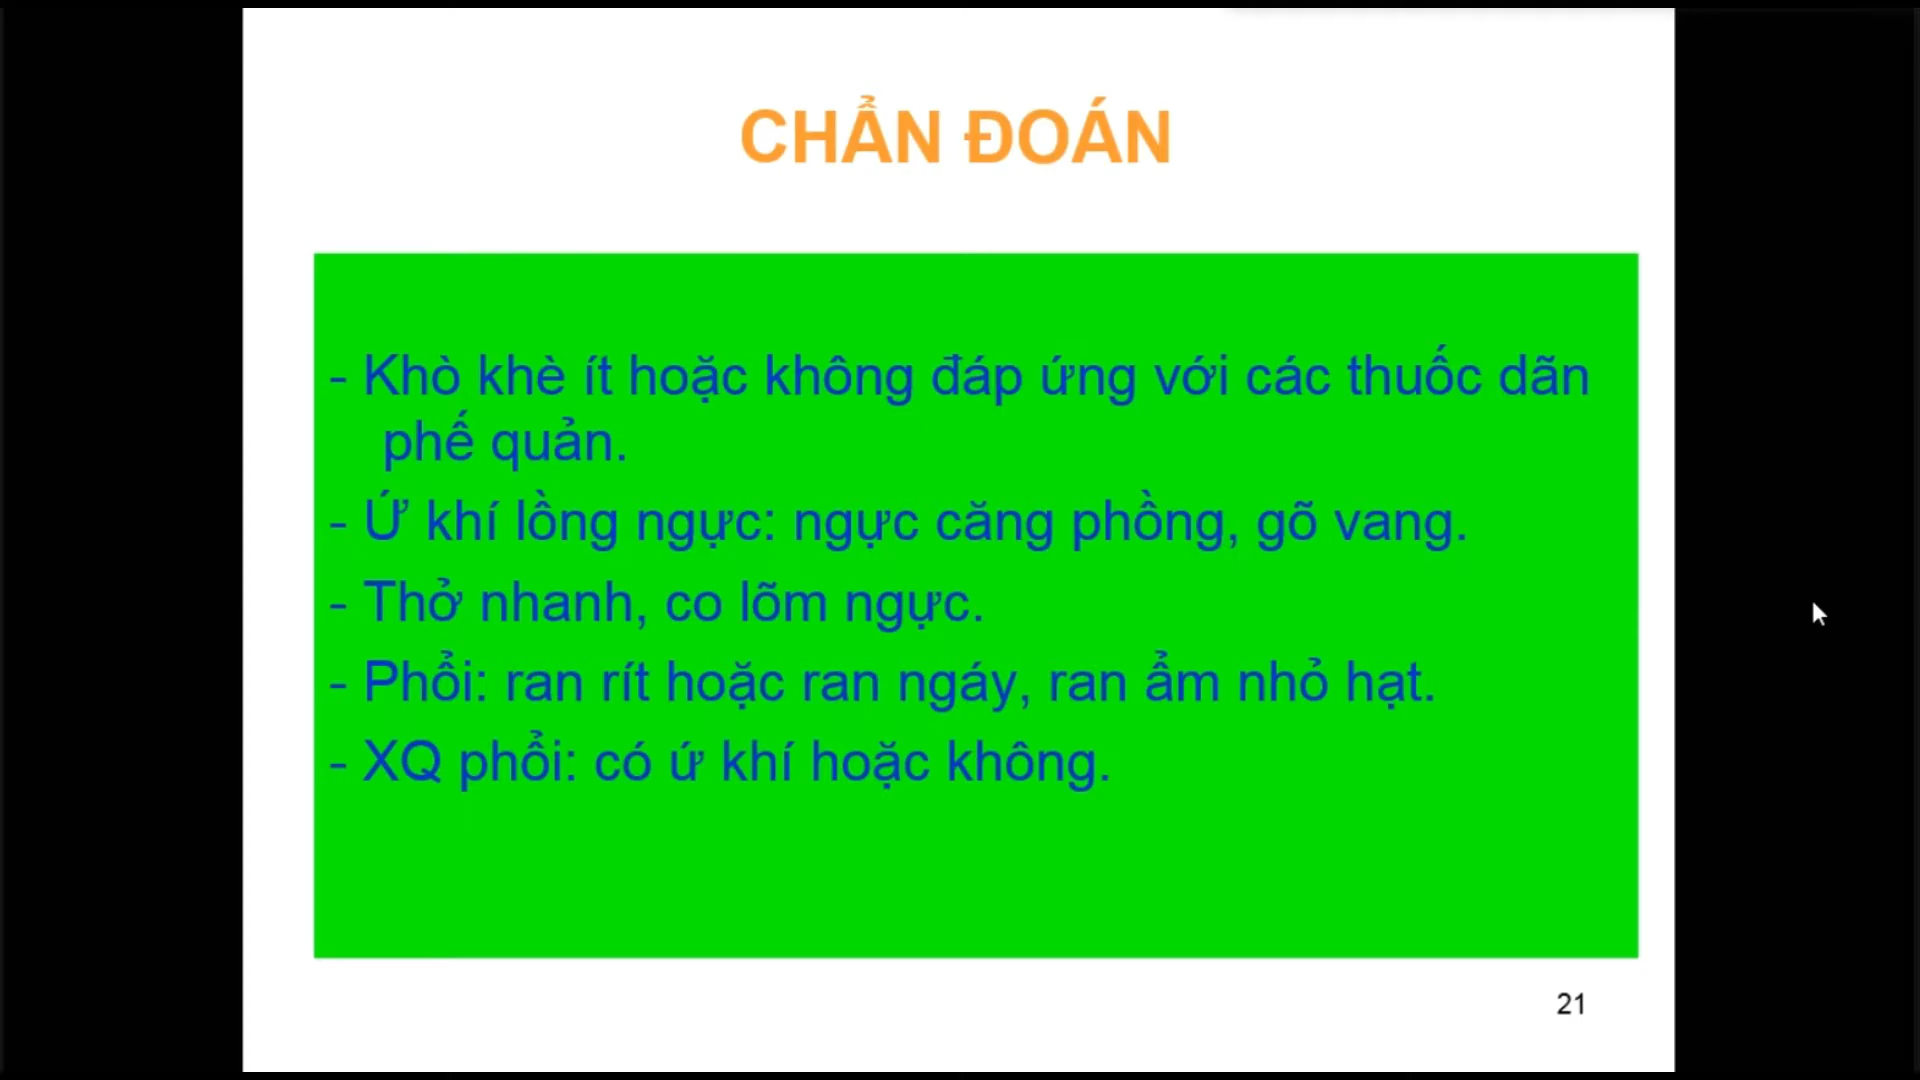 CHẨN ĐOÁN
- Khò khè ít hoặc không đáp ứng với các thuốc dãn
phế quản.
- Ứ khí lồng ngực: ngực căng phồng, gõ vang.
- Thở nhanh, co lõm ngực.
- Phổi: ran rít hoặc ran ngáy, ran ẩm nhỏ hạt.
- XQ phổi: có ứ khí hoặc không.
21